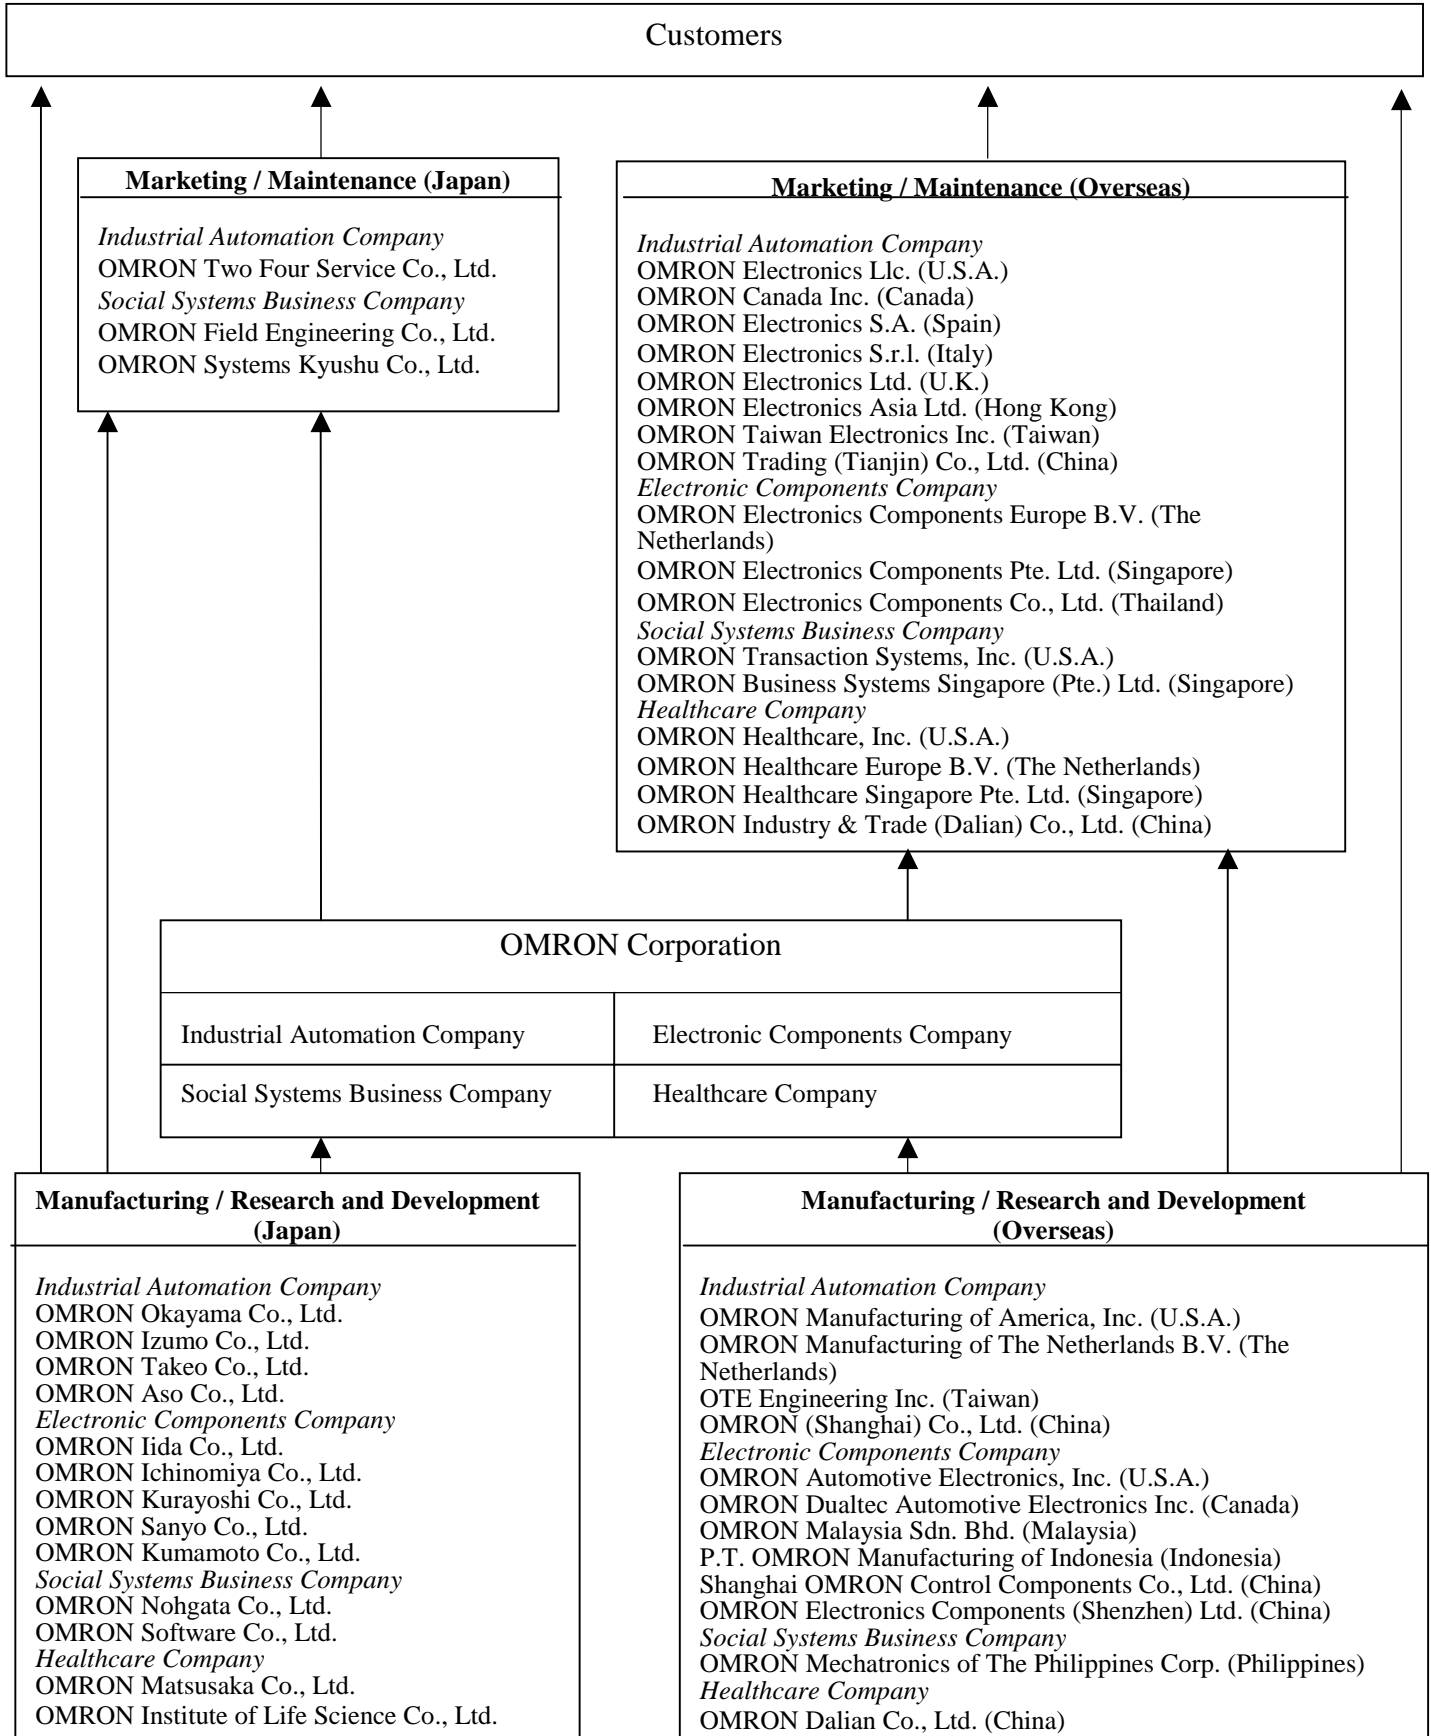 Customers
Marketing / Maintenance (Japan)
Industrial Automation Company
OMRON Two Four Service Co., Ltd.
Social Systems Business Company
OMRON Field Engineering Co., Ltd.
OMRON Systems Kyushu Co., Ltd.
Marketing / Maintenance (Overseas)
Industrial Automation Company
OMRON Electronics Llc. (U.S.A.)
OMRON Canada Inc. (Canada)
OMRON Electronics S.A. (Spain)
OMRON Electronics S.r.l. (Italy)
OMRON Electronics Ltd. (U.K.)
OMRON Electronics Asia Ltd. (Hong Kong)
OMRON Taiwan Electronics Inc. (Taiwan)
OMRON Trading (Tianjin) Co., Ltd. (China)
Electronic Components Company
OMRON Electronics Components Europe B.V. (The
Netherlands)
OMRON Electronics Components Pte. Ltd. (Singapore)
OMRON Electronics Components Co., Ltd. (Thailand)
Social Systems Business Company
OMRON Transaction Systems, Inc. (U.S.A.)
OMRON Business Systems Singapore (Pte.) Ltd. (Singapore)
Healthcare Company
OMRON Healthcare, Inc. (U.S.A.)
OMRON Healthcare Europe B.V. (The Netherlands)
OMRON Healthcare Singapore Pte. Ltd. (Singapore)
OMRON Industry & Trade (Dalian) Co., Ltd. (China)
OMRON Corporation
Industrial Automation Company
Electronic Components Company
Social Systems Business Company
Healthcare Company
Manufacturing / Research and Development
(Japan)
Industrial Automation Company
OMRON Okayama Co., Ltd.
OMRON Izumo Co., Ltd.
OMRON Takeo Co., Ltd.
OMRON Aso Co., Ltd.
Electronic Components Company
OMRON Iida Co., Ltd.
OMRON Ichinomiya Co., Ltd.
OMRON Kurayoshi Co., Ltd.
OMRON Sanyo Co., Ltd.
OMRON Kumamoto Co., Ltd.
Social Systems Business Company
OMRON Nohgata Co., Ltd.
OMRON Software Co., Ltd.
Healthcare Company
OMRON Matsusaka Co., Ltd.
OMRON Institute of Life Science Co., Ltd.
Manufacturing / Research and Development
(Overseas)
Industrial Automation Company
OMRON Manufacturing of America, Inc. (U.S.A.)
OMRON Manufacturing of The Netherlands B.V. (The
Netherlands)
OTE Engineering Inc. (Taiwan)
OMRON (Shanghai) Co., Ltd. (China)
Electronic Components Company
OMRON Automotive Electronics, Inc. (U.S.A.)
OMRON Dualtec Automotive Electronics Inc. (Canada)
OMRON Malaysia Sdn. Bhd. (Malaysia)
P.T. OMRON Manufacturing of Indonesia (Indonesia)
Shanghai OMRON Control Components Co., Ltd. (China)
OMRON Electronics Components (Shenzhen) Ltd. (China)
Social Systems Business Company
OMRON Mechatronics of The Philippines Corp. (Philippines)
Healthcare Company
OMRON Dalian Co., Ltd. (China)